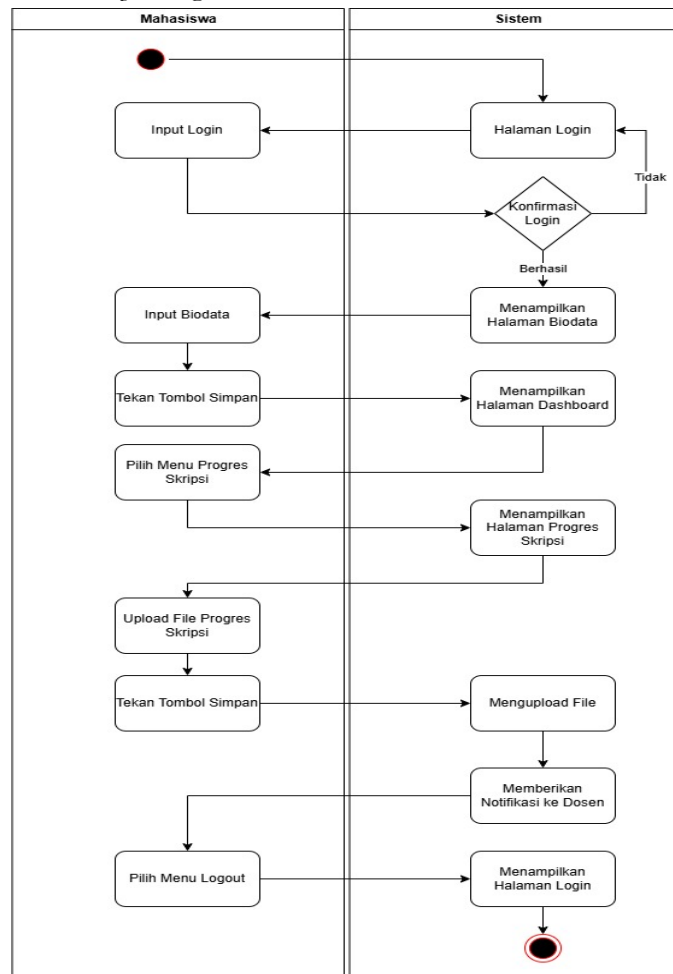 Mahasiswa
Sistem
Input Login
Halaman Login
Tidak
Konfirmasi
Login
Berhasil
Input Biodata
Menampilkan
Halaman Biodata
Tekan Tombol Simpan
Menampilkan
Halaman Dashboard
Pilih Menu Progres
Skripsi
Menampilkan
Halaman Progres
Skripsi
Upload File Progres
Skripsi
Tekan Tombol Simpan
Mengupload File
Memberikan
Notifikasi ke Dosen
Pilih Menu Logout
Menampilkan
Halaman Login